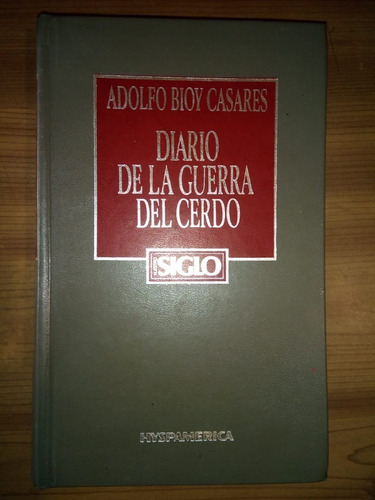 ADOLFO BIOY CASARES
DIARIO
DE LA GUERRA
DEL CERDO
SIGLO
HYSPAMERICA